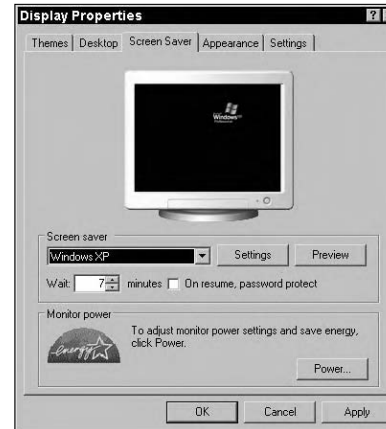 Display Properties
Themes Desktop Screen Saver Appearance Settings
Windows
Screen saver
Windows XP Settings Preview
Wait: 7 minutes On resume, password protect
Monitor power
To adjust monitor power settings and save energy,
click Power.
energy
Power...
OK Cancel Apply